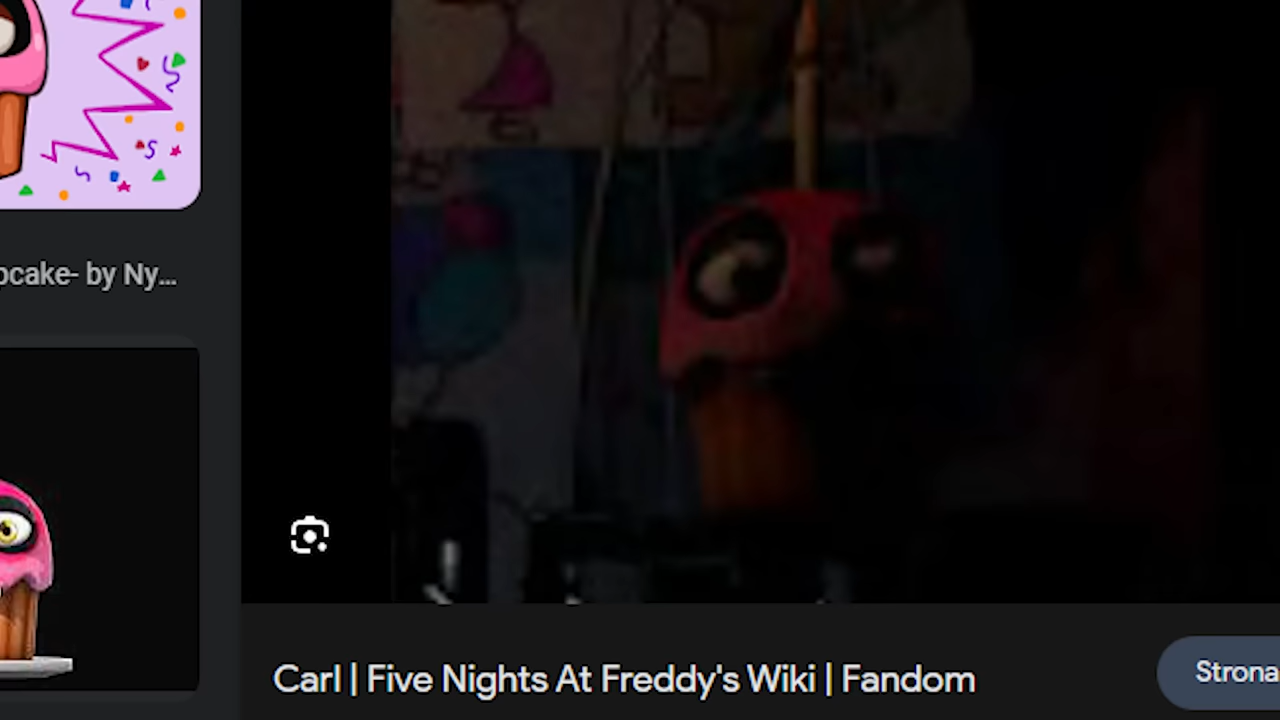 pcake- by Ny...
Carl | Five Nights At Freddy's Wiki | Fandom
Strona